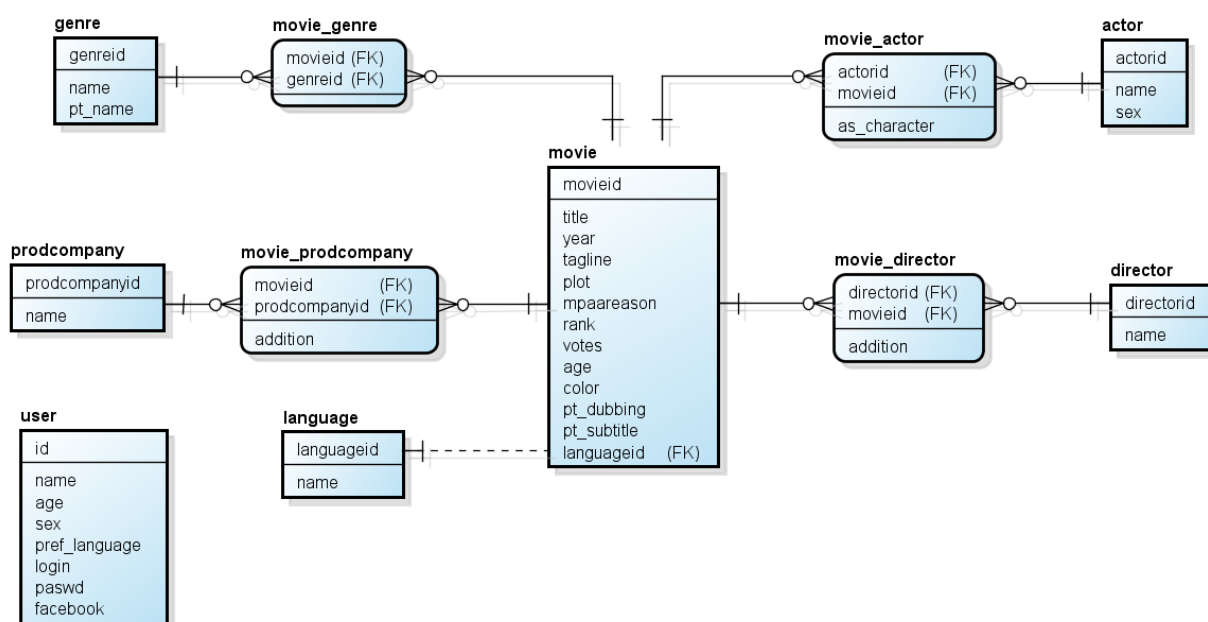 genre
genreid
name
pt_name
movie_genre
movieid (FK)
genreid (FK)
movie_actor
actorid (FK)
movieid (FK)
as_character
actor
actorid
name
sex
movie
movieid
title
year
tagline
plot
mpaareason
rank
votes
age
color
pt_dubbing
pt_subtitle
languageid (FK)
prodcompany
prodcompanyid
name
movie_prodcompany
movieid (FK)
prodcompanyid (FK)
addition
movie_director
directorid (FK)
movieid (FK)
addition
director
directorid
name
user
id
name
age
sex
pref_language
login
paswd
facebook
language
languageid
name